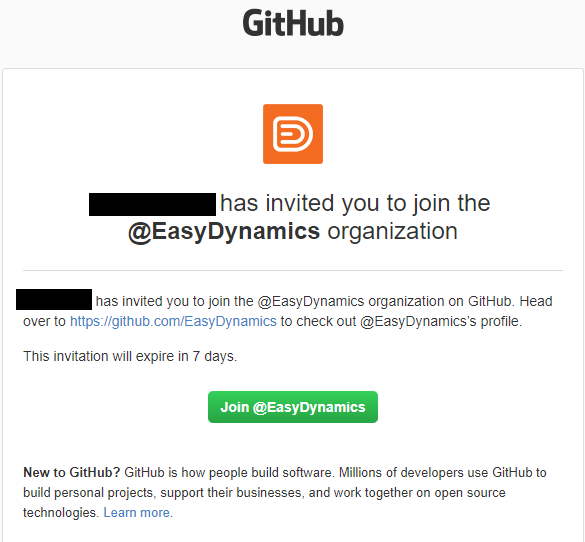 GitHub
has invited you to join the
@EasyDynamics organization
has invited you to join the @EasyDynamics organization on GitHub. Head
over to https://github.com/EasyDynamics to check out @EasyDynamics's profile.
This invitation will expire in 7 days.
Join @EasyDynamics
New to GitHub? GitHub is how people build software. Millions of developers use GitHub to
build personal projects, support their businesses, and work together on open source
technologies. Learn more.